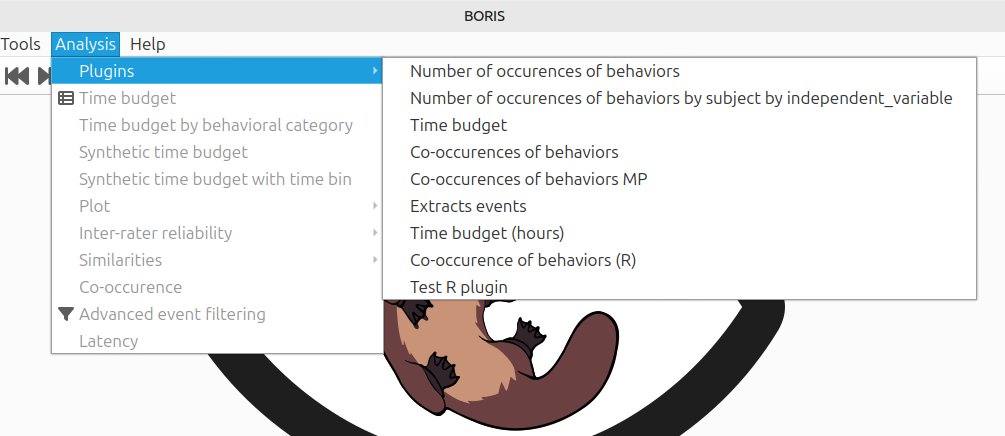 BORIS
Tools Analysis Help
Plugins
Time budget
Time budget by behavioral category
Synthetic time budget
Synthetic time budget with time bin
Plot
Inter-rater reliability
Similarities
Co-occurence
Advanced event filtering
Latency
Number of occurences of behaviors
Number of occurences of behaviors by subject by independent_variable
Time budget
Co-occurences of behaviors
Co-occurences of behaviors MP
Extracts events
Time budget (hours)
Co-occurence of behaviors (R)
Test R plugin